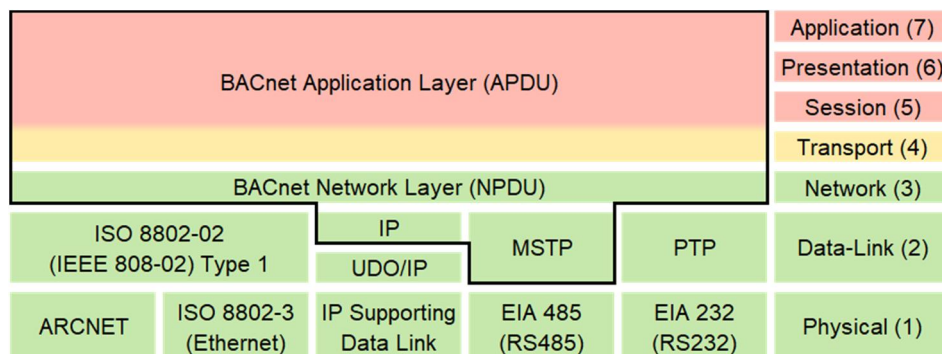 BACnet Application Layer (APDU)
BACnet Network Layer (NPDU)
Application (7)
Presentation (6)
Session (5)
Transport (4)
Network (3)
ISO 8802-02
(IEEE 808-02) Type 1
IP
UDO/IP
MSTP
PTP
Data-Link (2)
ARCNET
ISO 8802-3
(Ethernet)
IP Supporting
Data Link
EIA 485
(RS485)
EIA 232
(RS232)
Physical (1)